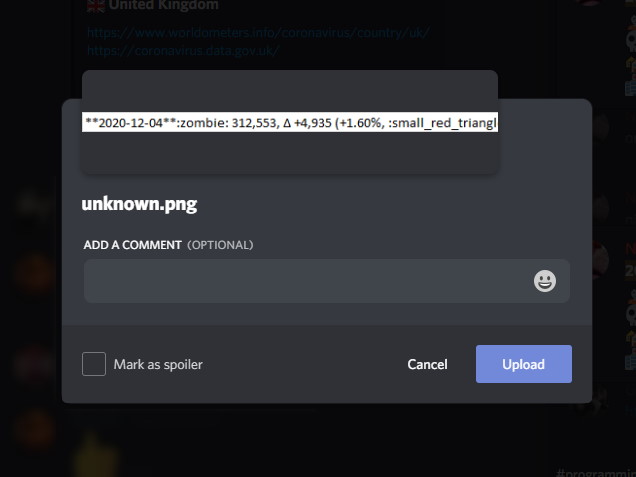 United Kingdom
https://www.worldometers.info/coronavirus/country/uk/
https://coronavirus.data.gov.uk/
**2020-12-04**:zombie: 312,553, Δ +4,935 (+1.60%, :small_red_triangl
unknown.png
ADD A COMMENT (OPTIONAL)
Mark as spoiler
Cancel
Upload